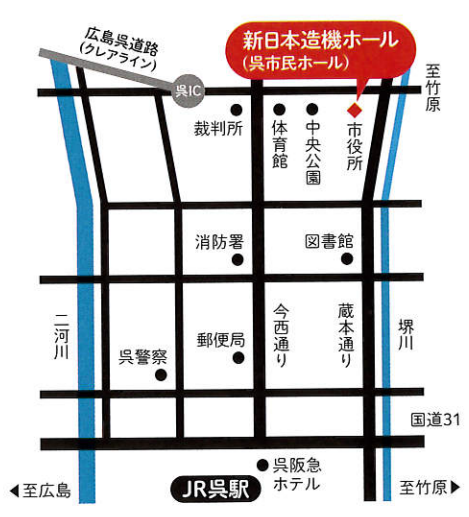 広島呉道路
(クレアライン)
新日本造機ホール
(呉市民ホール)
呉IC
至竹原
裁判所
体育館
中央公園
市役所
消防署
図書館
二河川
今西通り
蔵本通り
堺川
郵便局
呉警察
国道31
呉阪急
ホテル
JR呉駅
◀至広島
至竹原▶